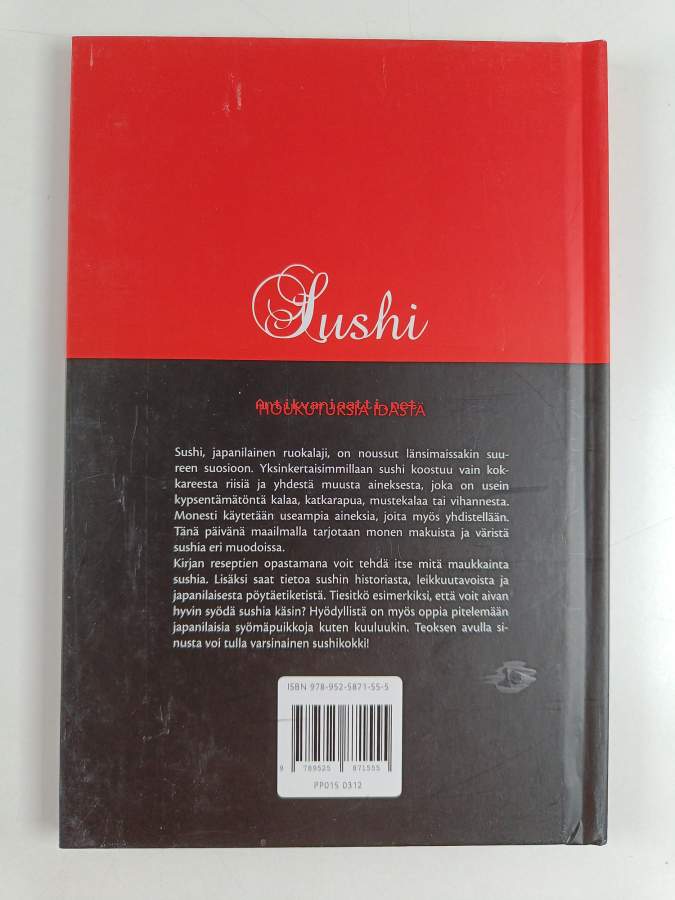 Sushi
Antikvariaatti.net
HOUKUTUKSIA IDÄSTÄ
Sushi, japanilainen ruokalaji, on noussut länsimaissakin suu-
reen suosioon. Yksinkertaisimmillaan sushi koostuu vain kok-
kareesta riisiä ja yhdestä muusta aineksesta, joka on usein
kypsentämätöntä kalaa, katkarapua, mustekalaa tai vihannesta.
Monesti käytetään useampia aineksia, joita myös yhdistellään.
Tänä päivänä maailmalla tarjotaan monen makuista ja väristä
sushia eri muodoissa.
Kirjan reseptien opastamana voit tehdä itse mitä maukkainta
sushia. Lisäksi saat tietoa sushin historiasta, leikkuutavoista ja
japanilaisesta pöytäetiketistä. Tiesitkö esimerkiksi, että voit aivan
hyvin syödä sushia käsin? Hyödyllistä on myös oppia pitelemään
japanilaisia syömäpuikkoja kuten kuuluukin. Teoksen avulla si-
nusta voi tulla varsinainen sushikokki!
ISBN 978-952-5871-55-5
9 789525 871555
PP015 0312